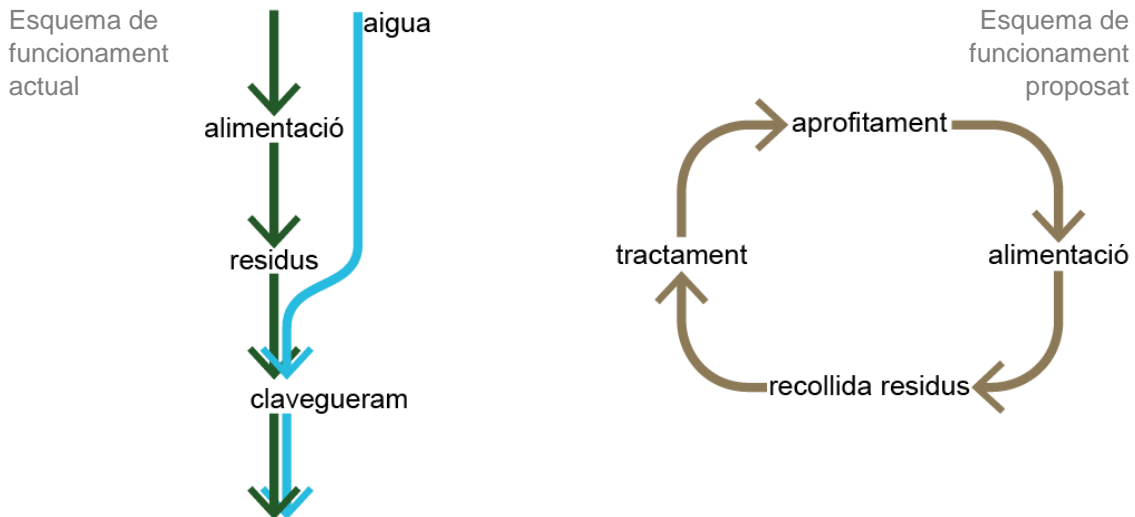 Esquema de
funcionament
actual
aigua
alimentació
residus
clavegueram
Esquema de
funcionament
proposat
aprofitament
tractament
alimentació
recollida residus